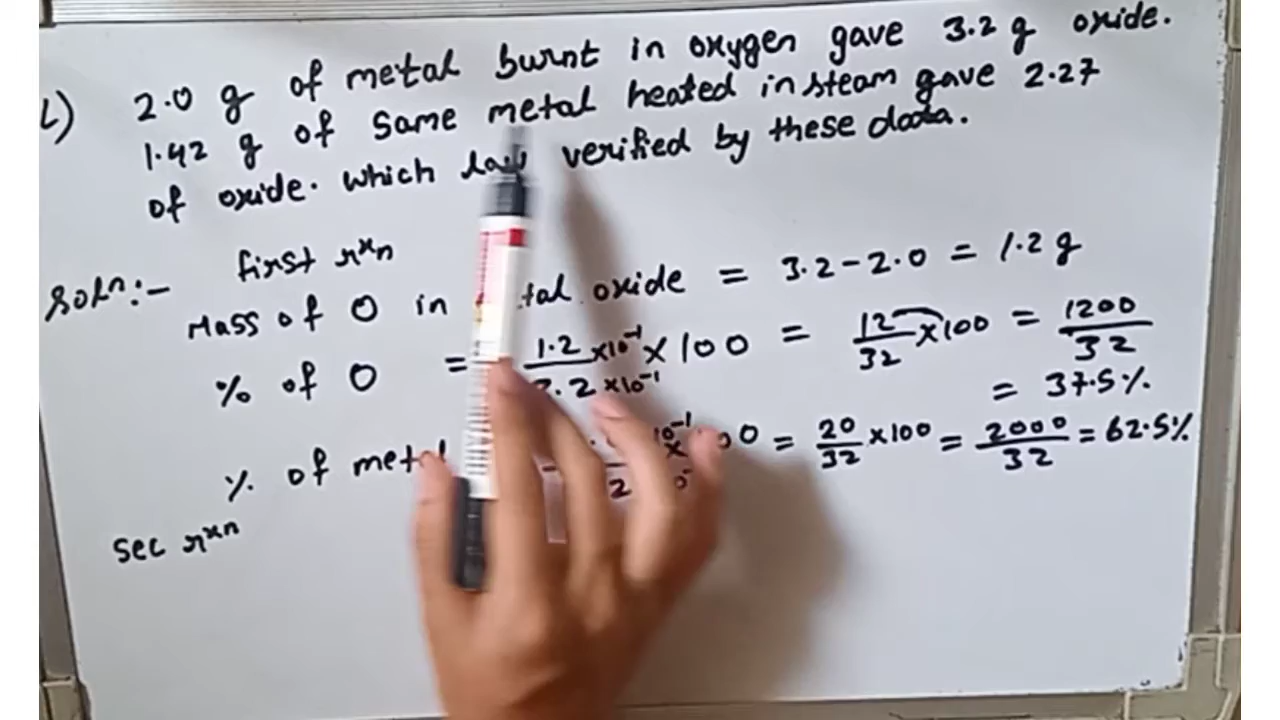 L) 2.0 g of metal burnt in oxygen gave 3.2 g oxide.
1.42 g of same metal heated in steam gave 2.27
of oxide. which law verified by these data.
Soln:- first rxn
Mass of O in tal oxide = 3.2 - 2.0 = 1.2 g
% of O = 1.2 ×10⁻¹ / .2 ×10⁻¹ × 100 = 12/32 × 100 = 1200/32
= 37.5%
% of metal = 20/32 × 100 = 2000/32 = 62.5%
Sec rxn